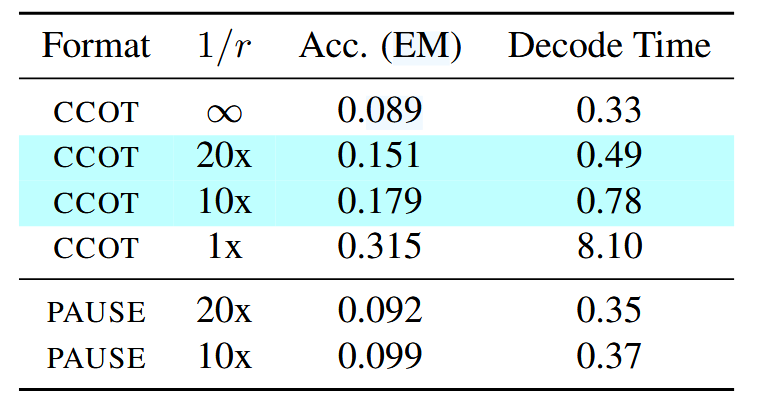 Format 1/r Acc. (EM) Decode Time
CCOT ∞ 0.089 0.33
CCOT 20x 0.151 0.49
CCOT 10x 0.179 0.78
CCOT 1x 0.315 8.10
PAUSE 20x 0.092 0.35
PAUSE 10x 0.099 0.37